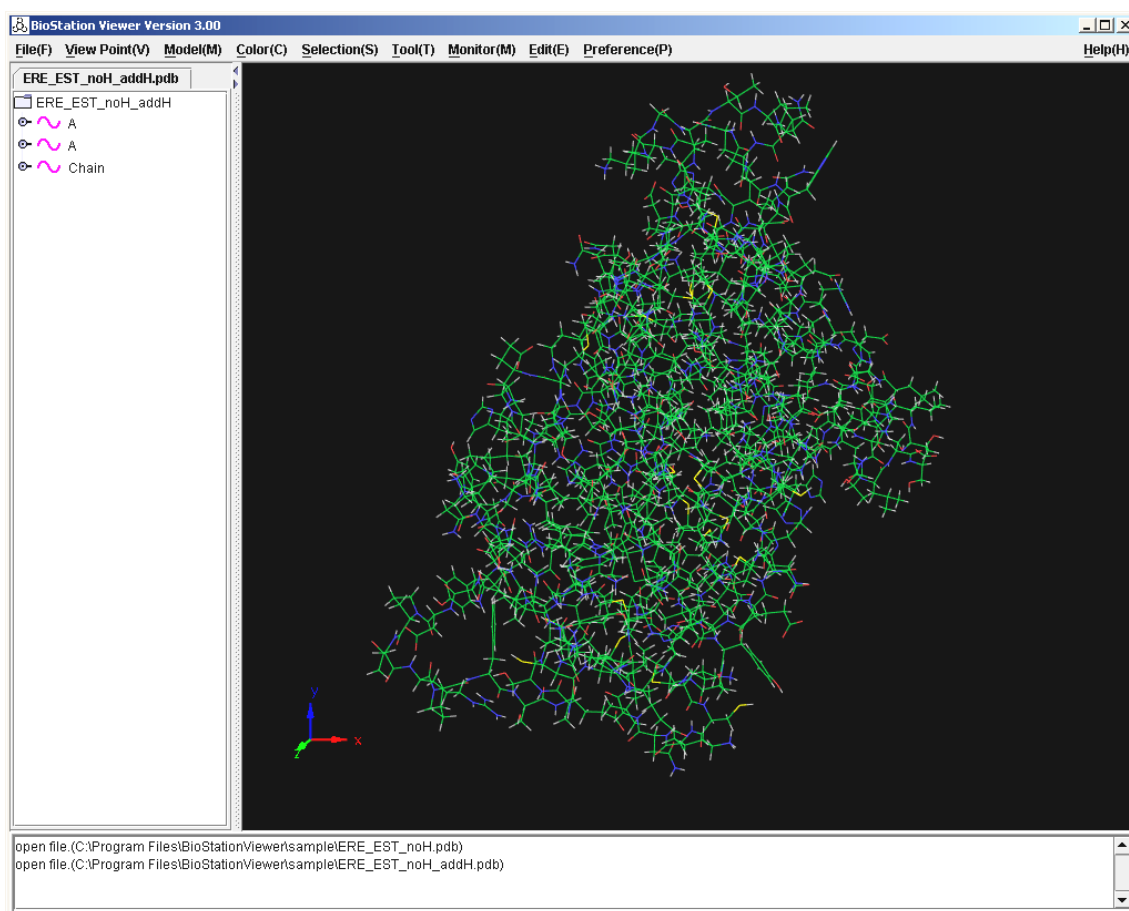 BioStation Viewer Version 3.00
File(F) View Point(V) Model(M) Color(C) Selection(S) Tool(T) Monitor(M) Edit(E) Preference(P) Help(H)
ERE_EST_noH_addH.pdb
ERE_EST_noH_addH
A
A
Chain
y
x
z
open file.(C:\Program Files\BioStationViewer\sample\ERE_EST_noH.pdb)
open file.(C:\Program Files\BioStationViewer\sample\ERE_EST_noH_addH.pdb)